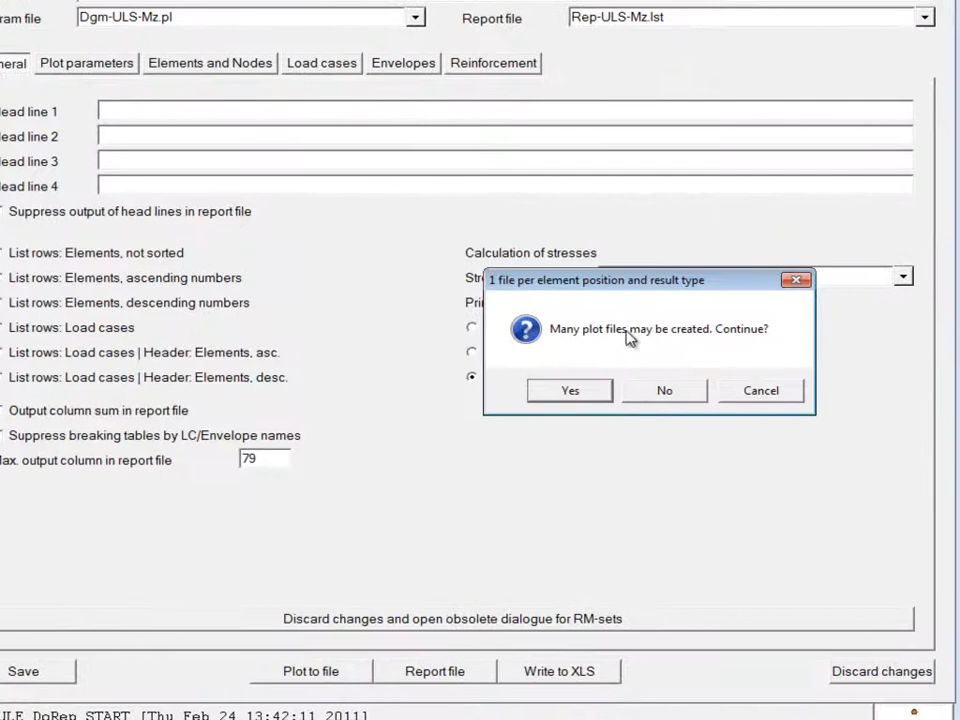 ram file Dgm-ULS-Mz.pl Report file Rep-ULS-Mz.lst
neral Plot parameters Elements and Nodes Load cases Envelopes Reinforcement
ead line 1
ead line 2
ead line 3
ead line 4
Suppress output of head lines in report file
List rows: Elements, not sorted Calculation of stresses
List rows: Elements, ascending numbers Stre
List rows: Elements, descending numbers Prin
List rows: Load cases
List rows: Load cases | Header: Elements, asc.
List rows: Load cases | Header: Elements, desc.
1 file per element position and result type
Many plot files may be created. Continue?
Yes No Cancel
Output column sum in report file
Suppress breaking tables by LC/Envelope names
Max. output column in report file 79
Discard changes and open obsolete dialogue for RM-sets
Save Plot to file Report file Write to XLS Discard changes
ULE DoRep START [Thu Feb 24 13:42:11 2011]